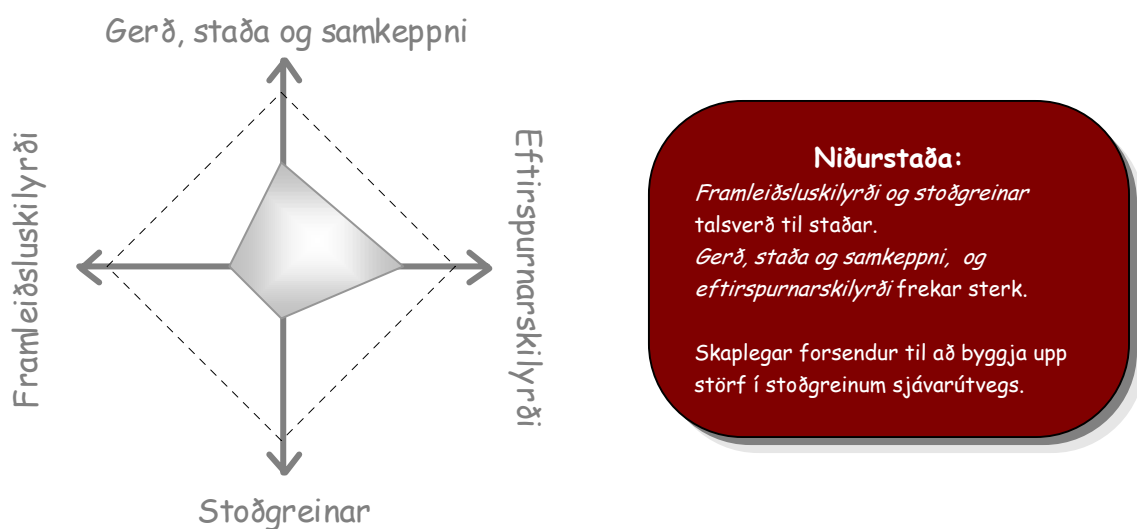 Gerð, staða og samkeppni
Framleiðsluskilyrði
Eftirspurnarskilyrði
Stoðgreinar
Niðurstaða:
Framleiðsluskilyrði og stoðgreinar
talsverð til staðar.
Gerð, staða og samkeppni, og
eftirspurnarskilyrði frekar sterk.
Skaplegar forsendur til að byggja upp
störf í stoðgreinum sjávarútvegs.